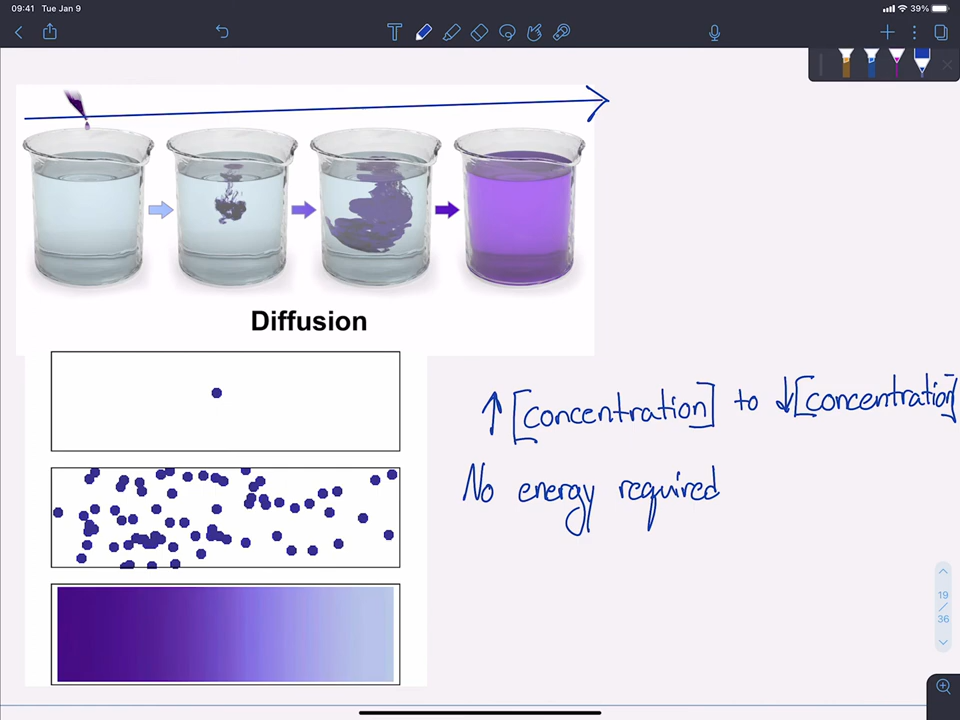 09:41 Tue Jan 9
39%
Diffusion
↑ [concentration] to ↓[concentration]
No energy required
19
/
36